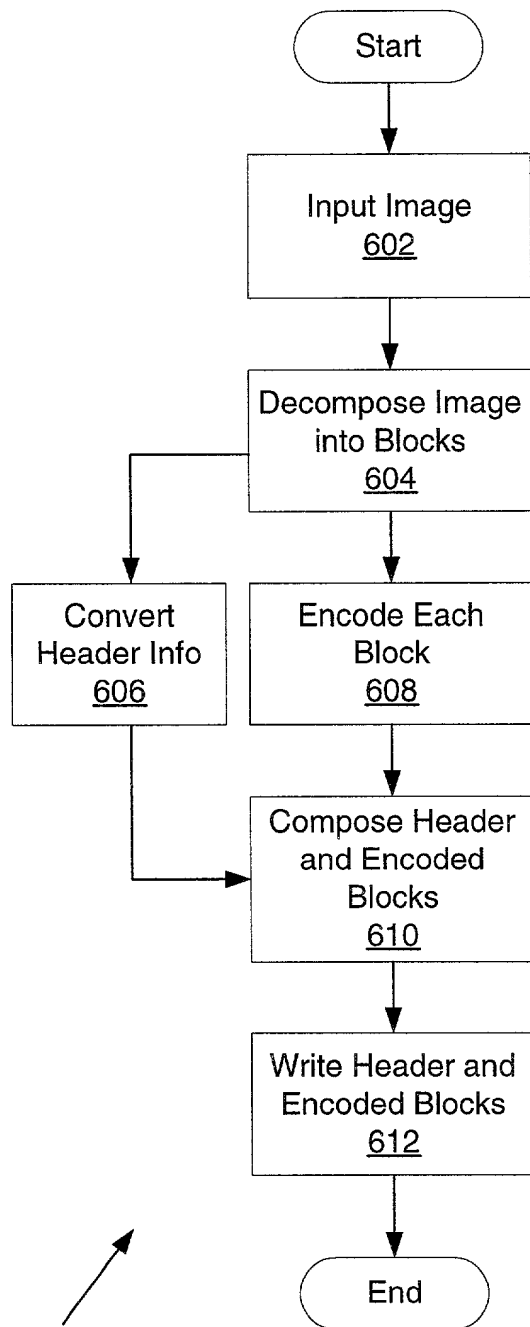 Start
Input Image
602
Decompose Image
into Blocks
604
Convert
Header Info
606
Encode Each
Block
608
Compose Header
and Encoded
Blocks
610
Write Header and
Encoded Blocks
612
End